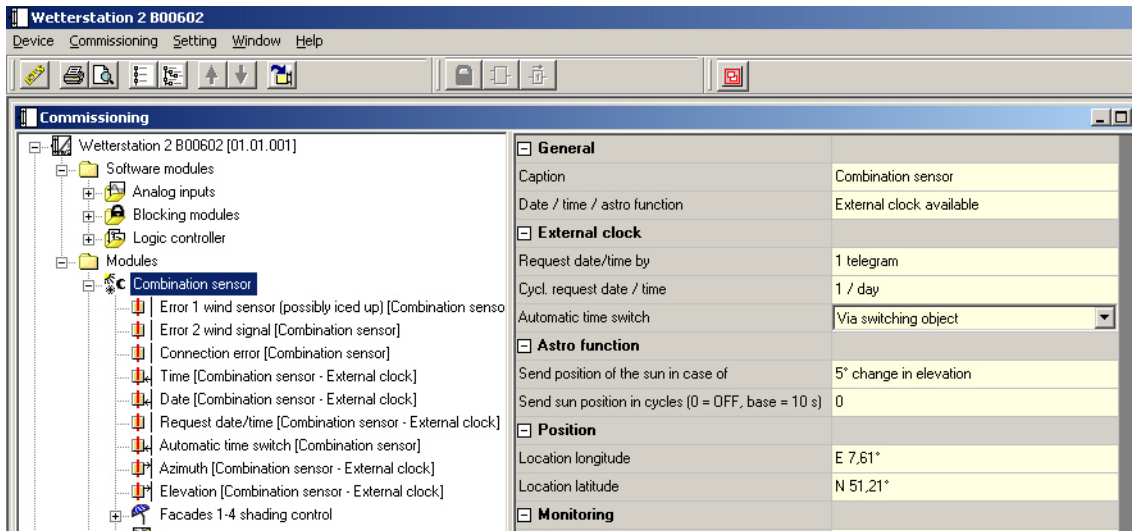 Wetterstation 2 B00602
Device Commissioning Setting Window Help
Commissioning
Wetterstation 2 B00602 [01.01.001]
Software modules
Analog inputs
Blocking modules
Logic controller
Modules
Combination sensor
Error 1 wind sensor (possibly iced up) [Combination senso
Error 2 wind signal [Combination sensor]
Connection error [Combination sensor]
Time [Combination sensor - External clock]
Date [Combination sensor - External clock]
Request date/time [Combination sensor - External clock]
Automatic time switch [Combination sensor]
Azimuth [Combination sensor - External clock]
Elevation [Combination sensor - External clock]
Facades 1-4 shading control
General
Caption Combination sensor
Date / time / astro function External clock available
External clock
Request date/time by 1 telegram
Cycl. request date / time 1 / day
Automatic time switch Via switching object
Astro function
Send position of the sun in case of 5° change in elevation
Send sun position in cycles (0 = OFF, base = 10 s) 0
Position
Location longitude E 7,61°
Location latitude N 51,21°
Monitoring